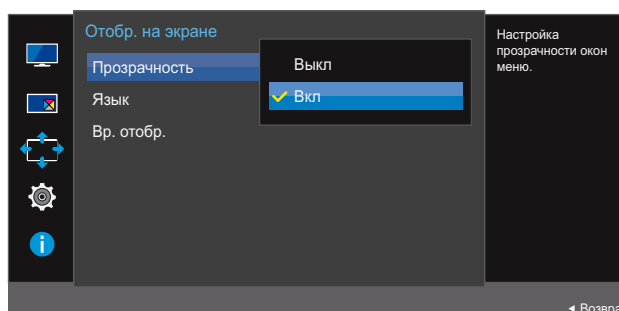 Отобр. на экране
Прозрачность
Язык
Вр. отобр.
Выкл
Вкл
Настройка
прозрачности окон
меню.